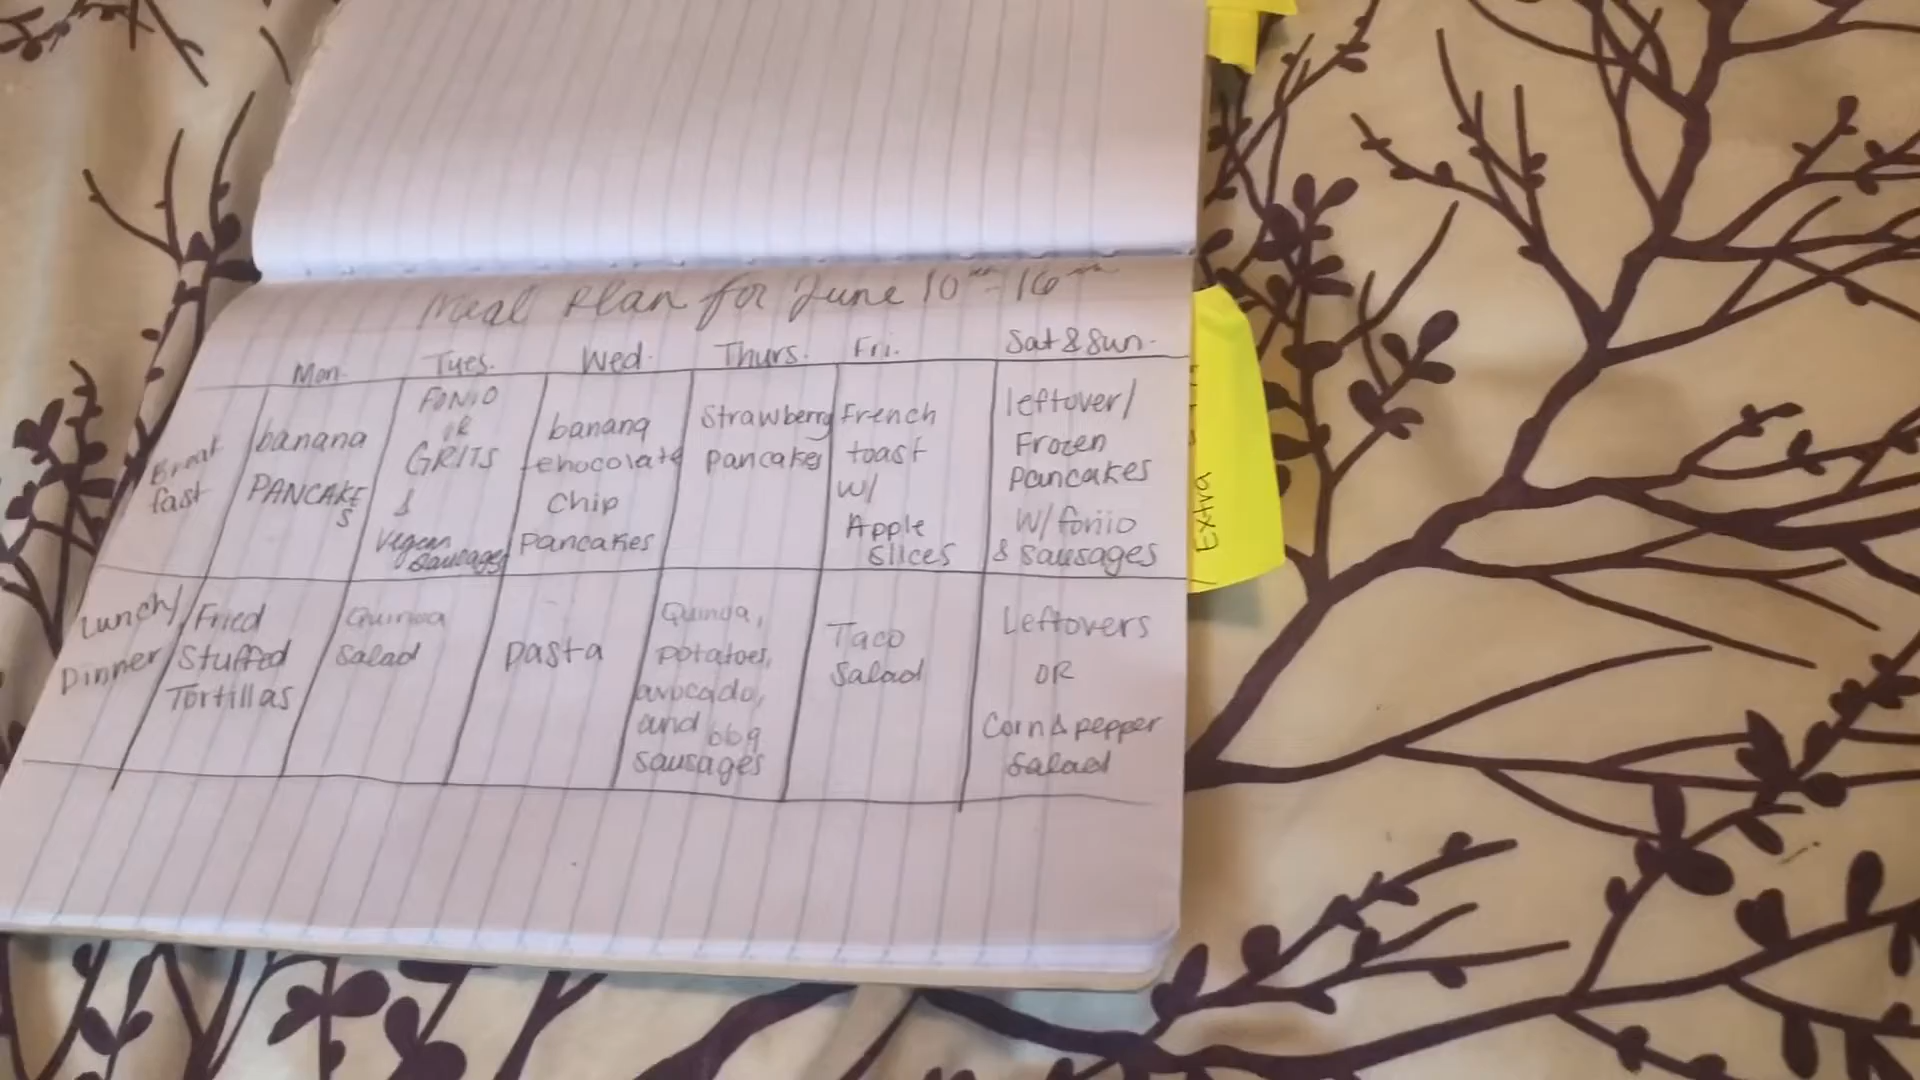 Meal Plan for June 10th - 16th
Mon.
Tues.
Wed.
Thurs.
Fri.
Sat & Sun.
Break
fast
banana
PANCAKE
S
FONIO
OR
GRITS
&
Vegan
Sausages
banana
chocolate
Chip
Pancakes
Strawberry
pancakes
French
toast
w/
Apple
Slices
leftover/
Frozen
Pancakes
W/ fonio
& sausages
Lunch/
Dinner
Fried
Stuffed
Tortillas
Quinoa
Salad
pasta
Quinoa,
potatoes,
avocado,
and bbq
sausages
Taco
Salad
Leftovers
OR
Corn & pepper
Salad
Extra